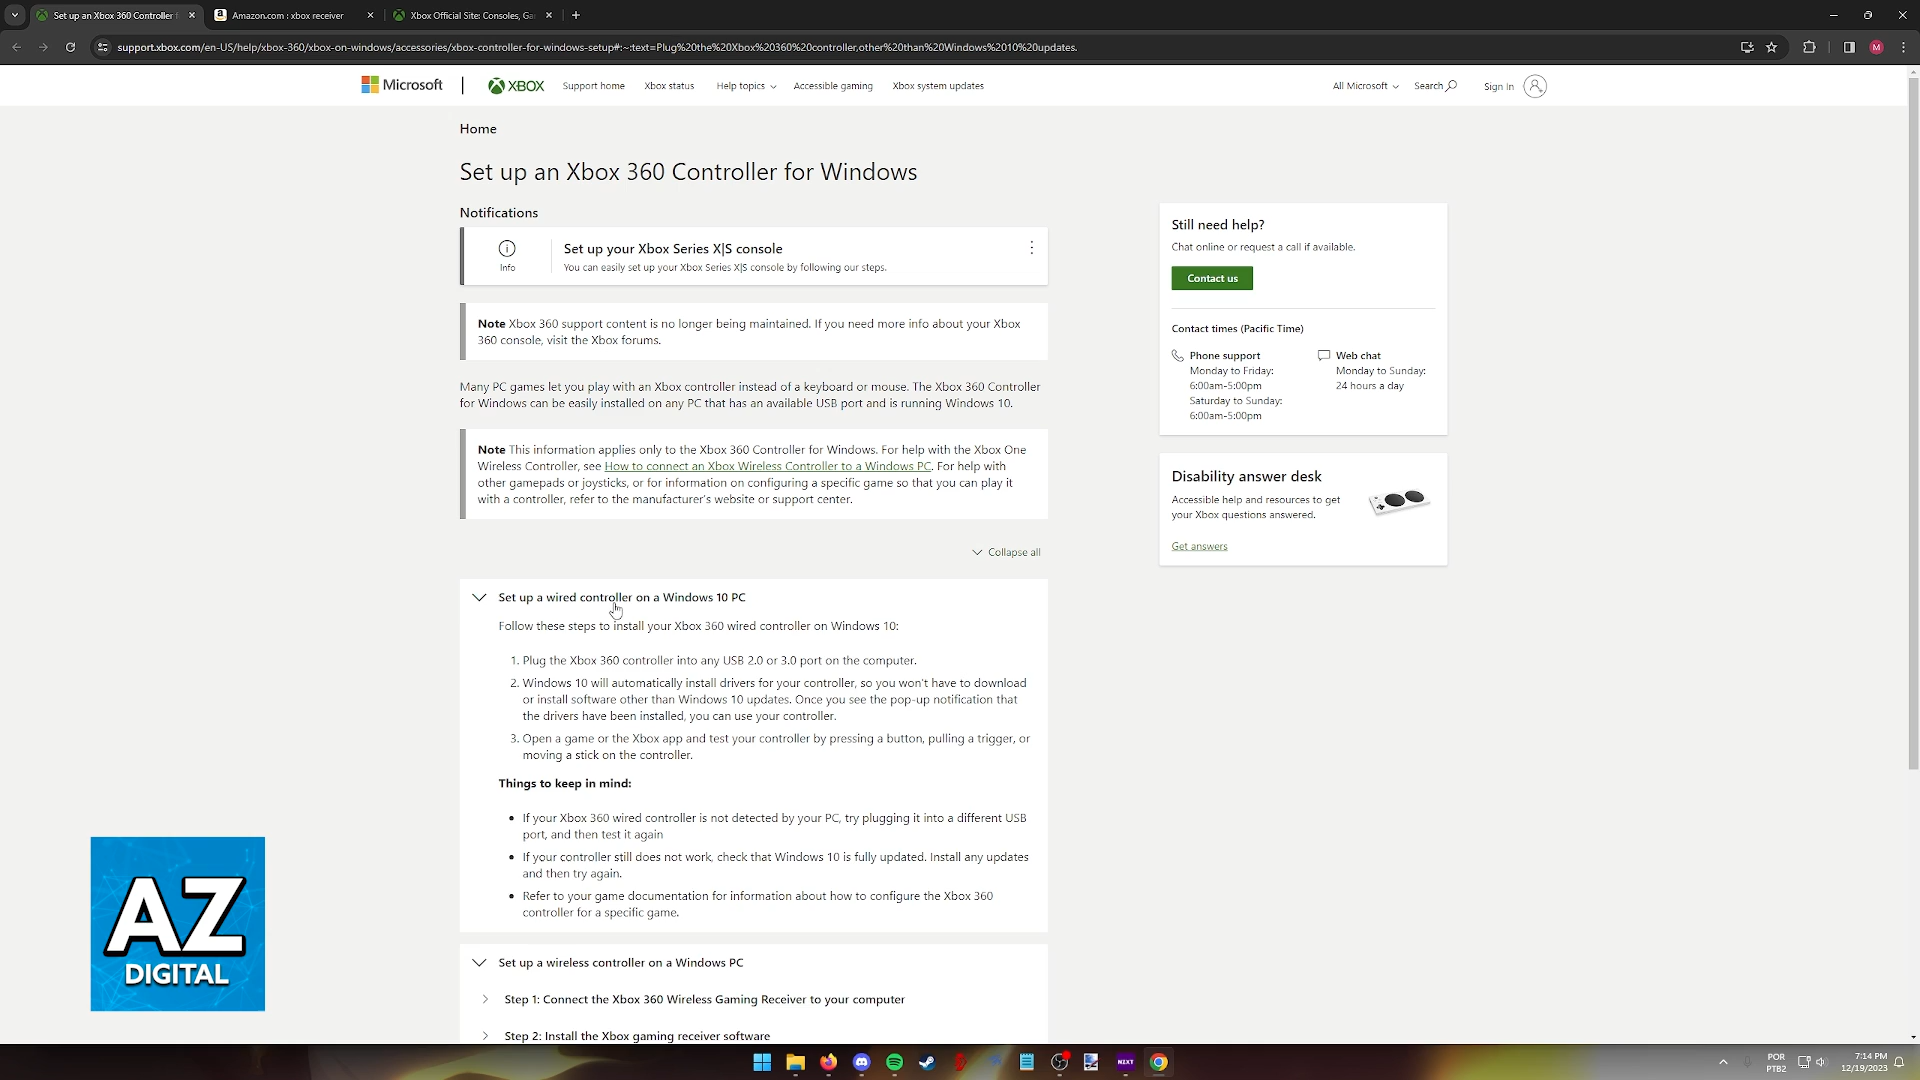 Set up an Xbox 360 Controller f
Amazon.com : xbox receiver
Xbox Official Site: Consoles, Ga
support.xbox.com/en-US/help/xbox-360/xbox-on-windows/accessories/xbox-controller-for-windows-setup#:~:text=Plug%20the%20Xbox%20360%20controller,other%20than%20Windows%2010%20updates.
M
Microsoft
XBOX
Support home
Xbox status
Help topics
Accessible gaming
Xbox system updates
All Microsoft
Search
Sign In
Home
Set up an Xbox 360 Controller for Windows
Notifications
Info
Set up your Xbox Series X|S console
You can easily set up your Xbox Series X|S console by following our steps.
Note Xbox 360 support content is no longer being maintained. If you need more info about your Xbox
360 console, visit the Xbox forums.
Many PC games let you play with an Xbox controller instead of a keyboard or mouse. The Xbox 360 Controller
for Windows can be easily installed on any PC that has an available USB port and is running Windows 10.
Note This information applies only to the Xbox 360 Controller for Windows. For help with the Xbox One
Wireless Controller, see How to connect an Xbox Wireless Controller to a Windows PC. For help with
other gamepads or joysticks, or for information on configuring a specific game so that you can play it
with a controller, refer to the manufacturer's website or support center.
Collapse all
Set up a wired controller on a Windows 10 PC
Follow these steps to install your Xbox 360 wired controller on Windows 10:
1. Plug the Xbox 360 controller into any USB 2.0 or 3.0 port on the computer.
2. Windows 10 will automatically install drivers for your controller, so you won't have to download
or install software other than Windows 10 updates. Once you see the pop-up notification that
the drivers have been installed, you can use your controller.
3. Open a game or the Xbox app and test your controller by pressing a button, pulling a trigger, or
moving a stick on the controller.
Things to keep in mind:
• If your Xbox 360 wired controller is not detected by your PC, try plugging it into a different USB
port, and then test it again
• If your controller still does not work, check that Windows 10 is fully updated. Install any updates
and then try again.
• Refer to your game documentation for information about how to configure the Xbox 360
controller for a specific game.
Set up a wireless controller on a Windows PC
Step 1: Connect the Xbox 360 Wireless Gaming Receiver to your computer
Step 2: Install the Xbox gaming receiver software
Still need help?
Chat online or request a call if available.
Contact us
Contact times (Pacific Time)
Phone support
Monday to Friday:
6:00am-5:00pm
Saturday to Sunday:
6:00am-5:00pm
Web chat
Monday to Sunday:
24 hours a day
Disability answer desk
Accessible help and resources to get
your Xbox questions answered.
Get answers
AZ
DIGITAL
NZXT
POR
PTB2
7:14 PM
12/19/2023